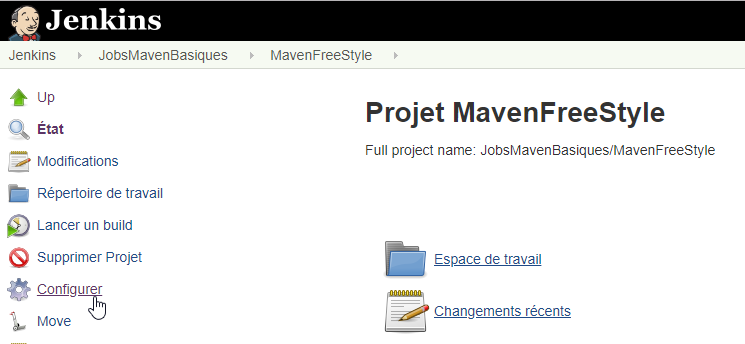 Jenkins
Jenkins JobsMavenBasiques MavenFreeStyle
Up
État
Modifications
Répertoire de travail
Lancer un build
Supprimer Projet
Configurer
Move
Projet MavenFreeStyle
Full project name: JobsMavenBasiques/MavenFreeStyle
Espace de travail
Changements récents